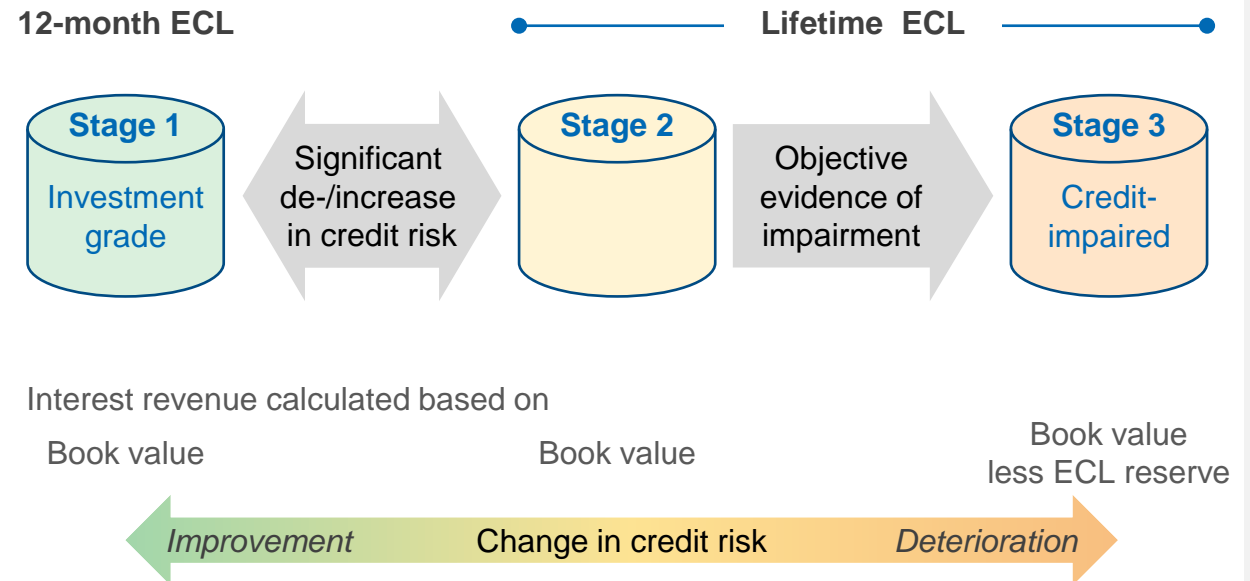 12-month ECL
Lifetime ECL
Stage 1
Investment
grade
Significant
de-/increase
in credit risk
Stage 2
Objective
evidence of
impairment
Stage 3
Credit-
impaired
Interest revenue calculated based on
Book value
Book value
Book value
less ECL reserve
Improvement
Change in credit risk
Deterioration